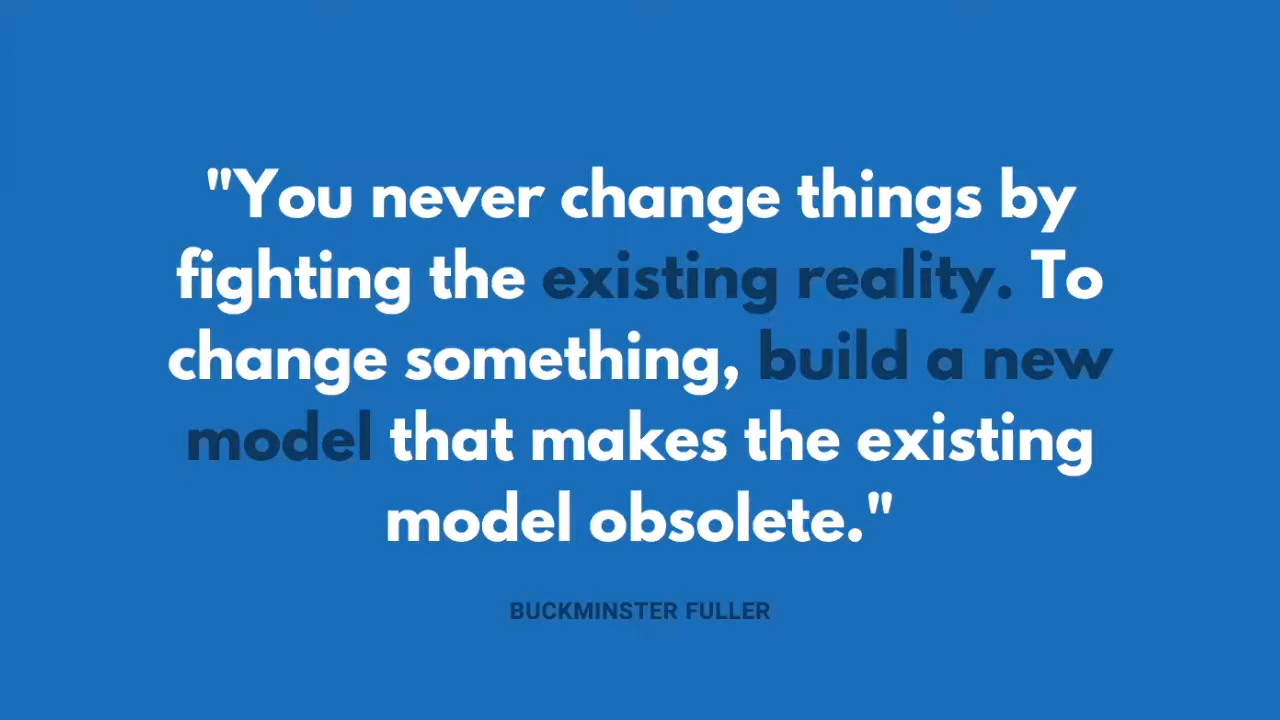 "You never change things by
fighting the existing reality. To
change something, build a new
model that makes the existing
model obsolete."
BUCKMINSTER FULLER